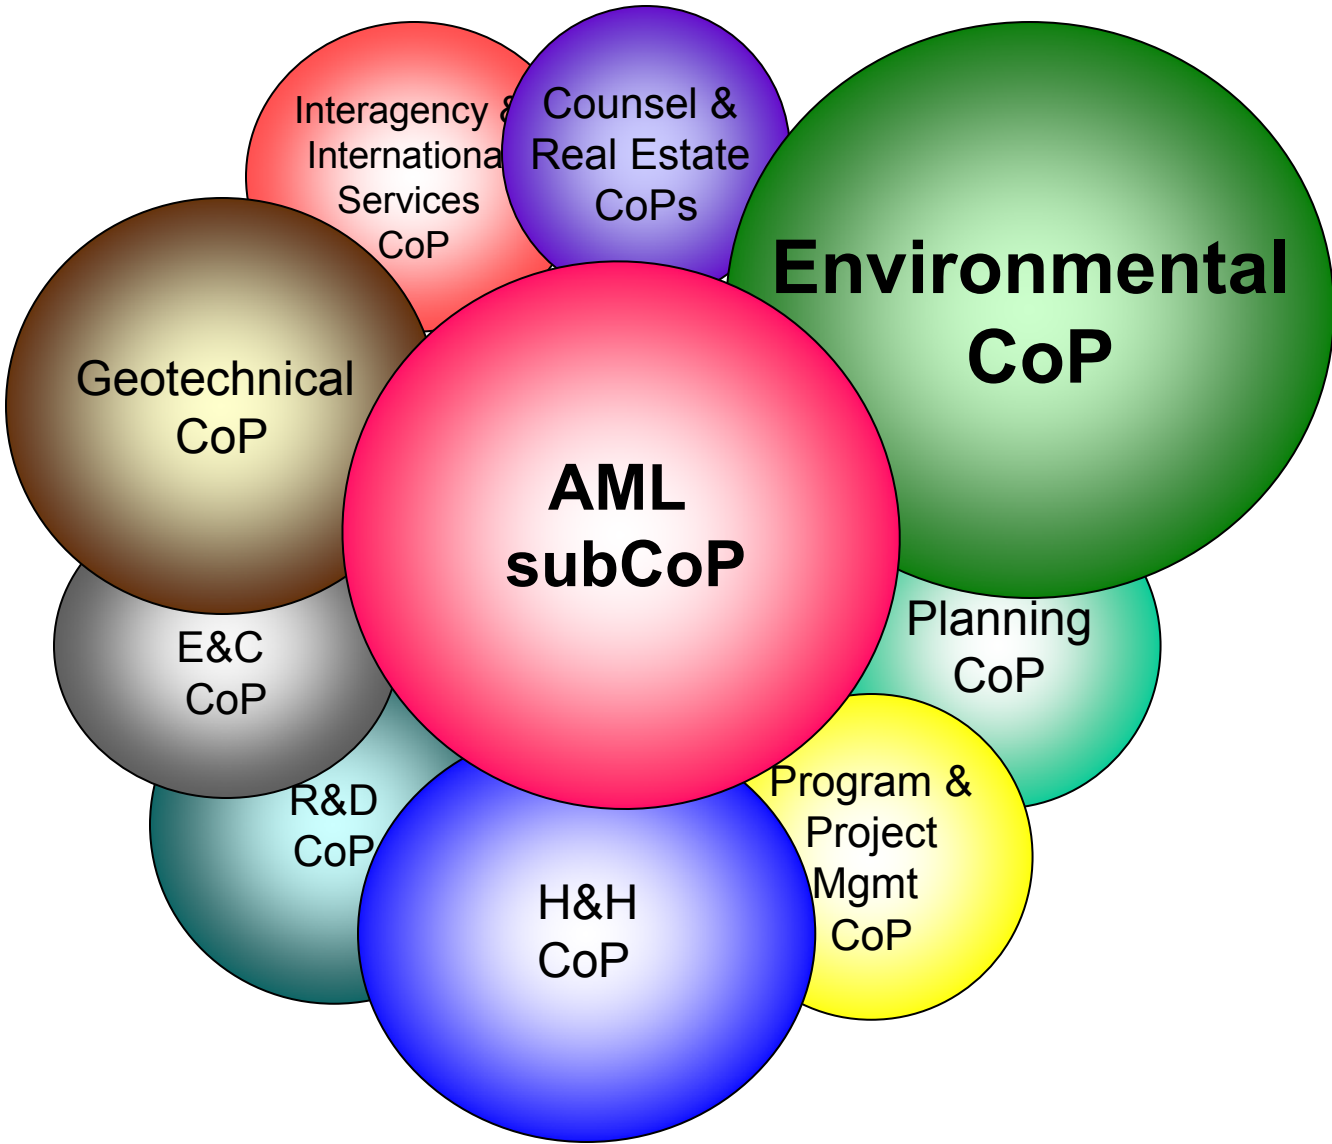 Interagency &
Internationa
Services
CoP
Counsel &
Real Estate
CoPs
Environmental
CoP
Geotechnical
CoP
AML
subCoP
E&C
CoP
Planning
CoP
R&D
CoP
Program &
Project
Mgmt
CoP
H&H
CoP